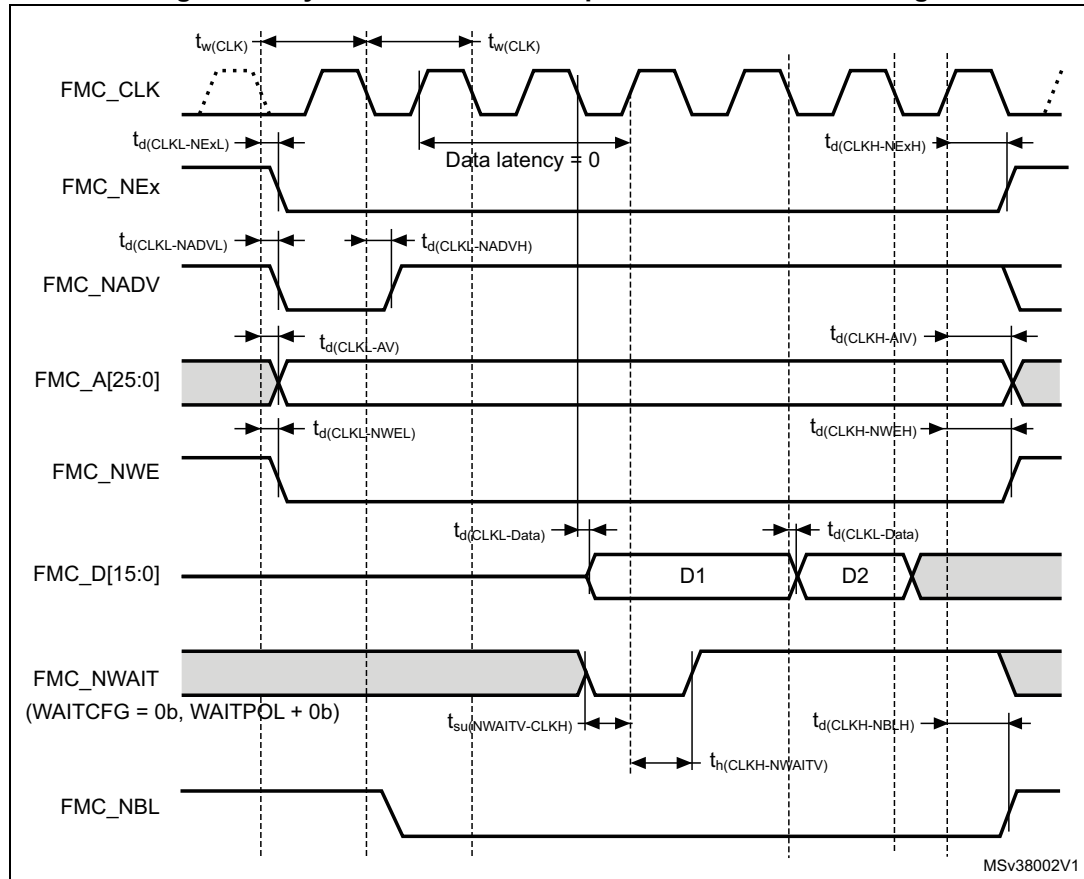 tw(CLK) tw(CLK)
FMC_CLK
td(CLKL-NExL) Data latency = 0 td(CLKH-NExH)
FMC_NEx
td(CLKL-NADVL) td(CLKL-NADVH)
FMC_NADV
td(CLKL-AV) td(CLKH-AIV)
FMC_A[25:0]
td(CLKL-NWEL) td(CLKH-NWEH)
FMC_NWE
td(CLKL-Data) td(CLKL-Data)
FMC_D[15:0] D1 D2
FMC_NWAIT
(WAITCFG = 0b, WAITPOL + 0b)
tsu(NWAITV-CLKH) td(CLKH-NBLH)
th(CLKH-NWAITV)
FMC_NBL
MSv38002V1